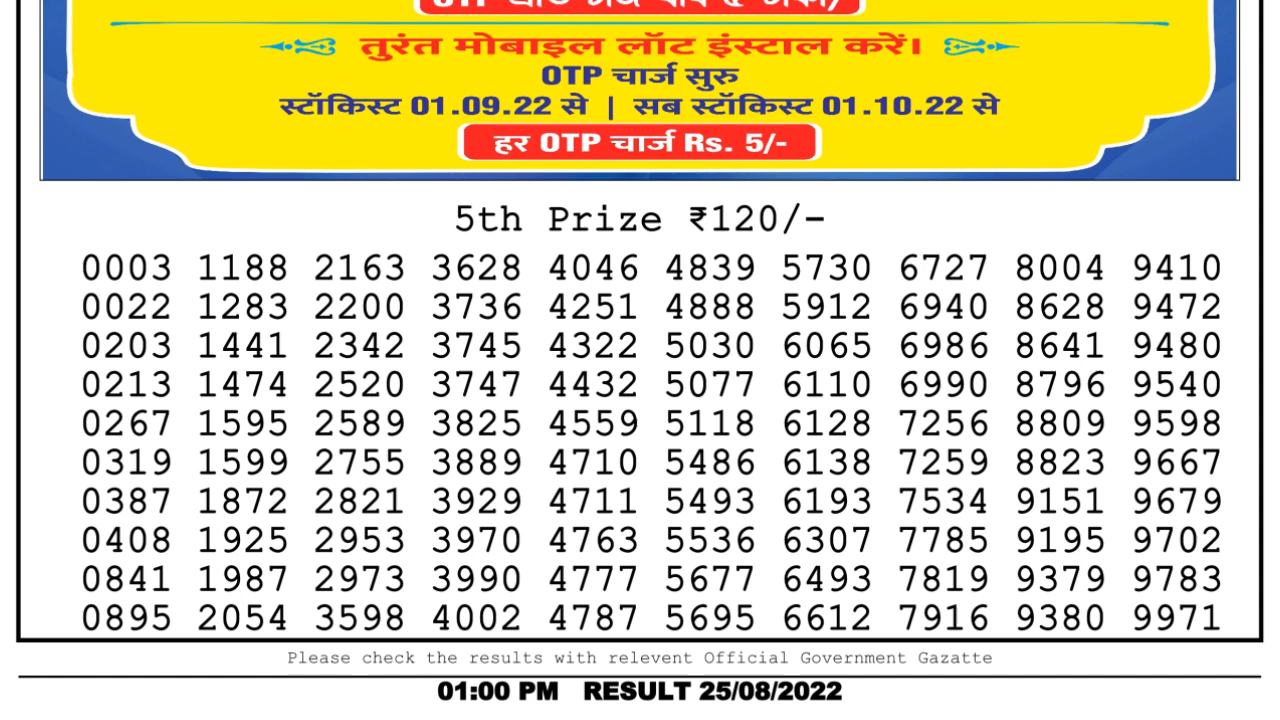 तुरंत मोबाइल लॉट इंस्टाल करें।
OTP चार्ज सुरु
स्टॉकिस्ट 01.09.22 से | सब स्टॉकिस्ट 01.10.22 से
हर OTP चार्ज Rs. 5/-
5th Prize ₹120/-
0003 1188 2163 3628 4046 4839 5730 6727 8004 9410
0022 1283 2200 3736 4251 4888 5912 6940 8628 9472
0203 1441 2342 3745 4322 5030 6065 6986 8641 9480
0213 1474 2520 3747 4432 5077 6110 6990 8796 9540
0267 1595 2589 3825 4559 5118 6128 7256 8809 9598
0319 1599 2755 3889 4710 5486 6138 7259 8823 9667
0387 1872 2821 3929 4711 5493 6193 7534 9151 9679
0408 1925 2953 3970 4763 5536 6307 7785 9195 9702
0841 1987 2973 3990 4777 5677 6493 7819 9379 9783
0895 2054 3598 4002 4787 5695 6612 7916 9380 9971
Please check the results with relevent Official Government Gazatte
01:00 PM RESULT 25/08/2022